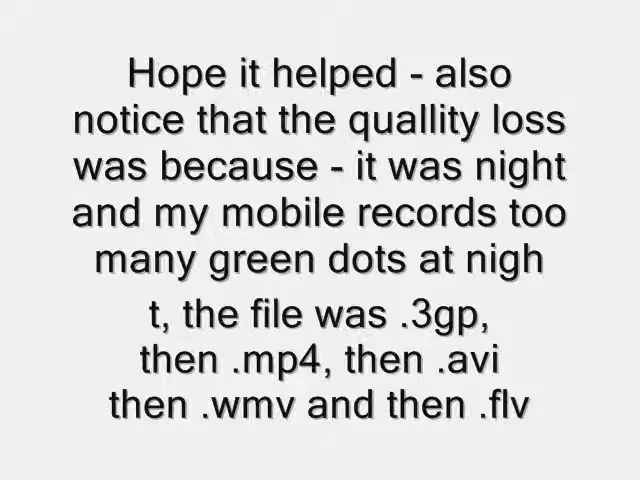 Hope it helped - also
notice that the quallity loss
was because - it was night
and my mobile records too
many green dots at nigh
t, the file was .3gp,
then .mp4, then .avi
then .wmv and then .flv